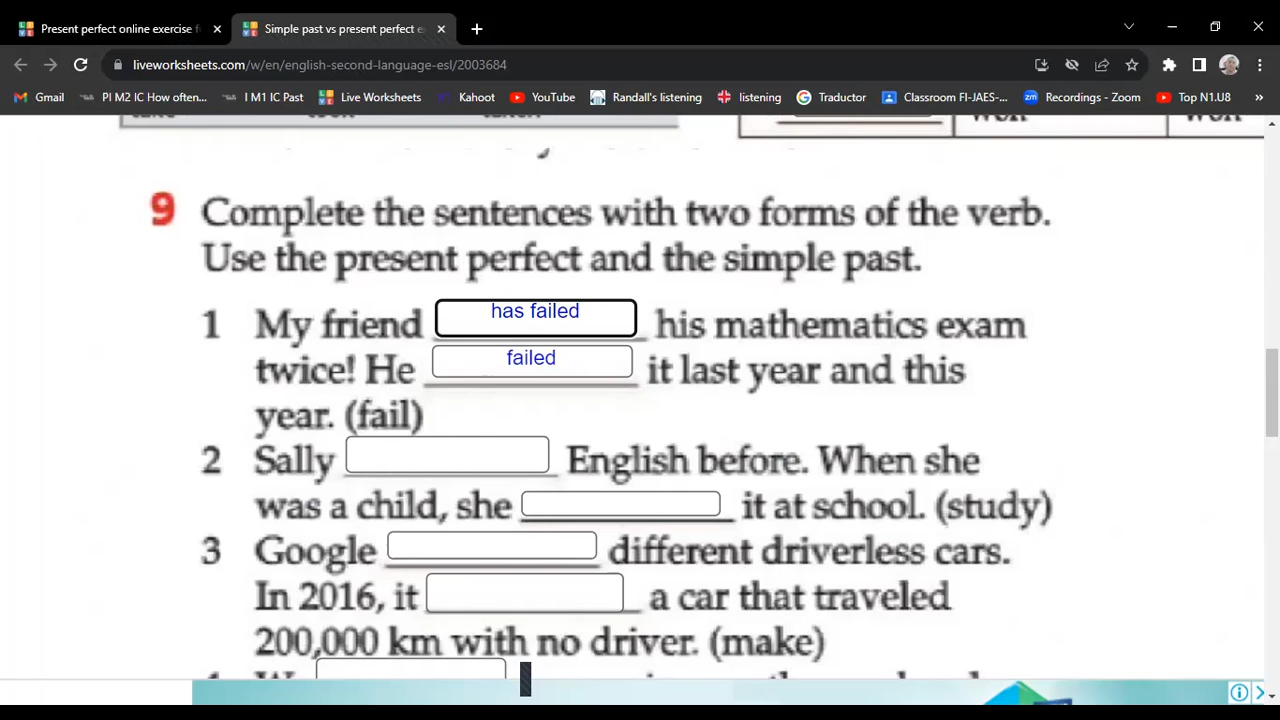 Present perfect online exercise f
Simple past vs present perfect e
liveworksheets.com/w/en/english-second-language-esl/2003684
Gmail
PI M2 IC How often...
I M1 IC Past
Live Worksheets
Kahoot
YouTube
Randall's listening
listening
Traductor
Classroom FI-JAES-...
Recordings - Zoom
Top N1.U8
»
take took taken
won won
9 Complete the sentences with two forms of the verb.
Use the present perfect and the simple past.
1 My friend has failed his mathematics exam
twice! He failed it last year and this
year. (fail)
2 Sally English before. When she
was a child, she it at school. (study)
3 Google different driverless cars.
In 2016, it a car that traveled
200,000 km with no driver. (make)